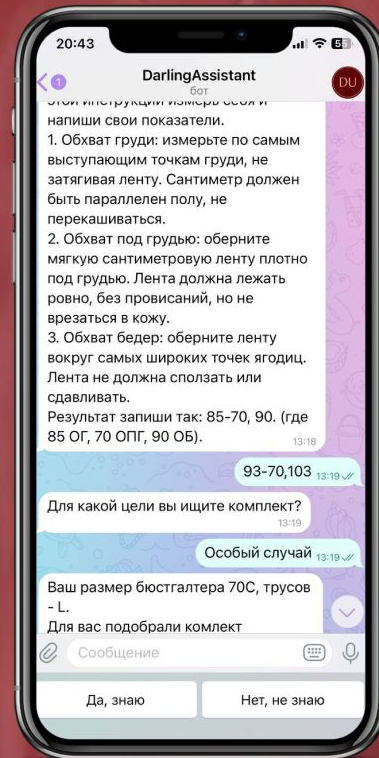 20:43
5
1
DarlingAssistant
бот
DU
напиши свои показатели.
1. Обхват груди: измерьте по самым
выступающим точкам груди, не
затягивая ленту. Сантиметр должен
быть параллелен полу, не
перекашиваться.
2. Обхват под грудью: оберните
мягкую сантиметровую ленту плотно
под грудью. Лента должна лежать
ровно, без провисаний, но не
врезаться в кожу.
3. Обхват бедер: оберните ленту
вокруг самых широких точек ягодиц.
Лента не должна сползать или
сдавливать.
Результат запиши так: 85-70, 90. (где
85 ОГ, 70 ОПГ, 90 ОБ).
13:18
93-70,103 13:19
Для какой цели вы ищите комплект?
13:19
Особый случай 13:19
Ваш размер бюстгалтера 70С, трусов
- L.
Для вас подобрали комлект
Сообщение
Да, знаю
Нет, не знаю